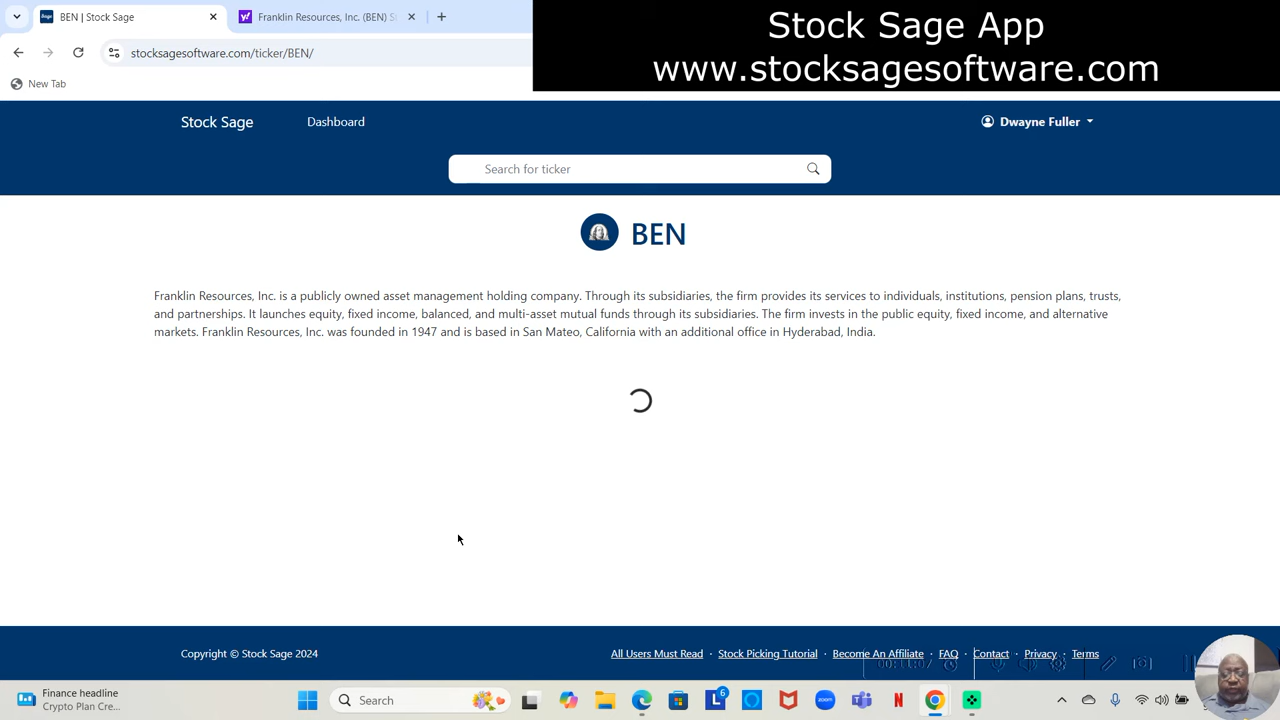 BEN | Stock Sage
Franklin Resources, Inc. (BEN) S
Stock Sage App
www.stocksagesoftware.com
stocksagesoftware.com/ticker/BEN/
New Tab
Stock Sage
Dashboard
Dwayne Fuller
Search for ticker
BEN
Franklin Resources, Inc. is a publicly owned asset management holding company. Through its subsidiaries, the firm provides its services to individuals, institutions, pension plans, trusts,
and partnerships. It launches equity, fixed income, balanced, and multi-asset mutual funds through its subsidiaries. The firm invests in the public equity, fixed income, and alternative
markets. Franklin Resources, Inc. was founded in 1947 and is based in San Mateo, California with an additional office in Hyderabad, India.
Copyright © Stock Sage 2024
All Users Must Read · Stock Picking Tutorial · Become An Affiliate · FAQ · Contact · Privacy · Terms
Finance headline
Crypto Plan Cre...
Search
6
zoom